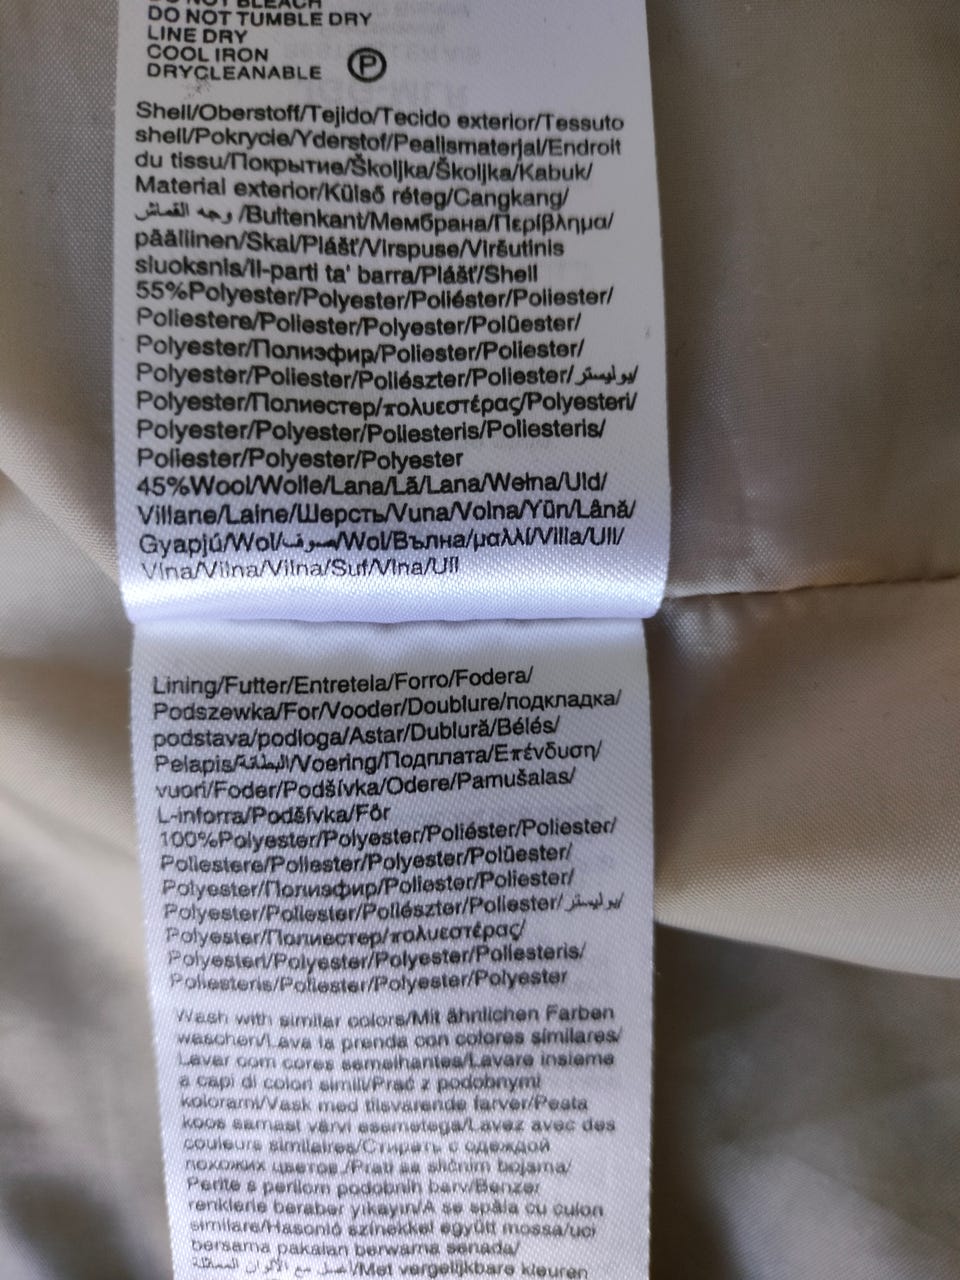 DO NOT BLEACH
DO NOT TUMBLE DRY
LINE DRY
COOL IRON
DRYCLEANABLE P
Shell/Oberstoff/Tejido/Tecido exterior/Tessuto
shell/Pokrycie/Yderstof/Pealismaterjal/Endroit
du tissu/Покрытие/Školjka/Školjka/Kabuk/
Material exterior/Külső réteg/Cangkang/
وجه القماش/Buitenkant/Мембрана/Περίβλημα/
päällinen/Skal/Plášť/Virspuse/Viršutinis
sluoksnis/Il-parti ta' barra/Plášť/Shell
55%Polyester/Polyester/Poliéster/Poliester/
Poliestere/Poliester/Polyester/Polüester/
Polyester/Полиэфир/Poliester/Poliester/
Polyester/Poliester/Poliészter/Poliester/بوليستر/
Polyester/Полиестер/πολυεστέρας/Polyesteri/
Polyester/Polyester/Poliesteris/Poliesteris/
Poliester/Polyester/Polyester
45%Wool/Wolle/Lana/Lã/Lana/Wełna/Uld/
Villane/Laine/Шерсть/Vuna/Volna/Yün/Lână/
Gyapjú/Wol/صوف/Wol/Вълна/μαλλί/Villa/Ull/
Vlna/Vilna/Vilna/Suf/Vlna/Ull
Lining/Futter/Entretela/Forro/Fodera/
Podszewka/For/Vooder/Doublure/подкладка/
podstava/podloga/Astar/Dublură/Bélés/
Pelapis/البطانة/Voering/Подплата/Επένδυση/
vuori/Foder/Podšívka/Odere/Pamušalas/
L-inforra/Podšívka/Fôr
100%Polyester/Polyester/Poliéster/Poliester/
Poliestere/Poliester/Polyester/Polüester/
Polyester/Полиэфир/Poliester/Poliester/
Polyester/Poliester/Poliészter/Poliester/بوليستر/
Polyester/Полиестер/πολυεστέρας/
Polyesteri/Polyester/Polyester/Poliesteris/
Poliesteris/Poliester/Polyester/Polyester
Wash with similar colors/Mit ähnlichen Farben
waschen/Lava la prenda con colores similares/
Lavar com cores semelhantes/Lavare insieme
a capi di colori simili/Prać z podobnymi
kolorami/Vask med tilsvarende farver/Pesta
koos samast värvi esemetega/Lavez avec des
couleurs similaires/Стирать с одеждой
похожих цветов./Prati sa sličnim bojama/
Perite s perilom podobnih barv/Benzer
renklerle beraber yıkayın/A se spăla cu culori
similare/Hasonló színekkel együtt mossa/uci
bersama pakaian berwarna senada/
اغسل مع الألوان المماثلة/Met vergelijkbare kleuren